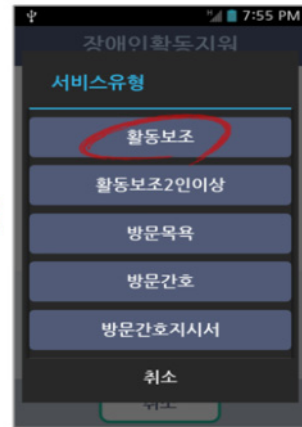 7:55 PM
장애인활동지원
서비스유형
활동보조
활동보조2인이상
방문목욕
방문간호
방문간호지시서
취소
취소